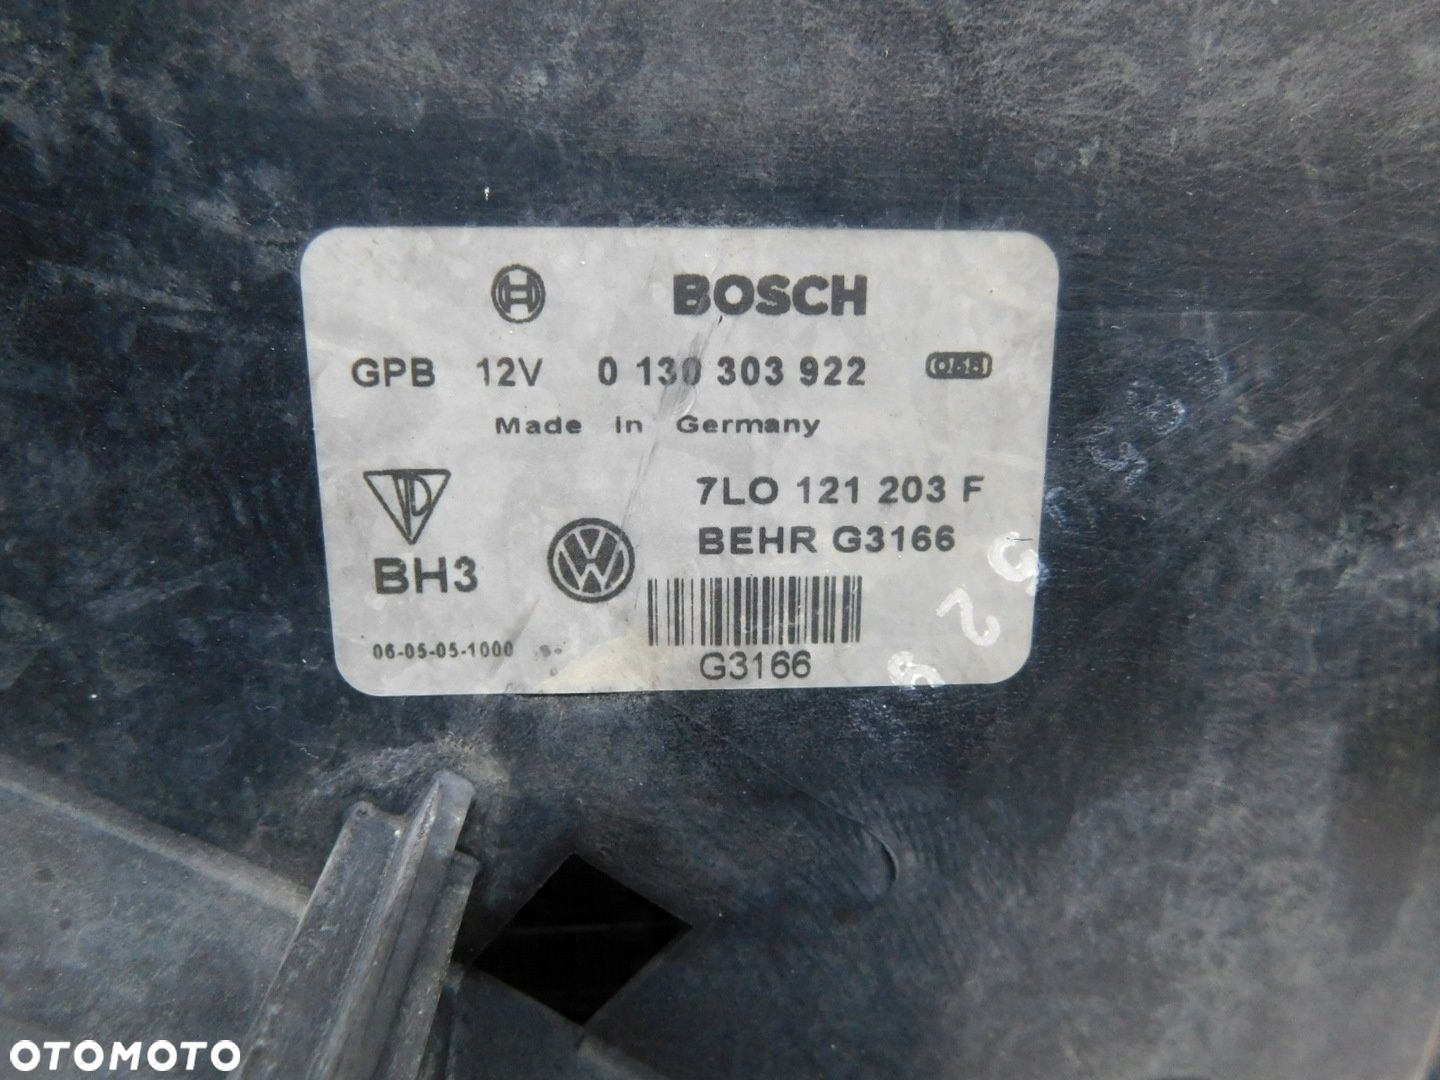 BOSCH
GPB 12V 0 130 303 922
Made in Germany
7LO 121 203 F
BEHR G3166
BH3
06-05-05-1000
G3166
OTOMOTO